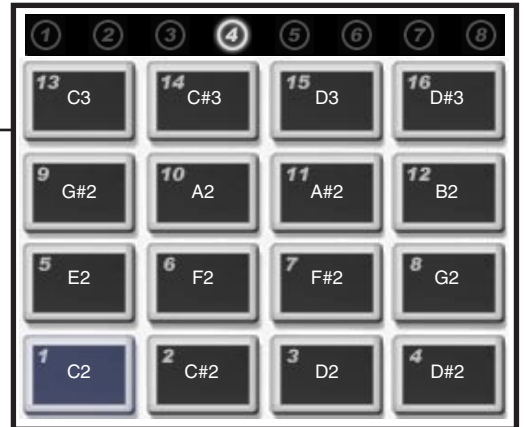 1 2 3 4 5 6 7 8
13 C3 14 C#3 15 D3 16 D#3
9 G#2 10 A2 11 A#2 12 B2
5 E2 6 F2 7 F#2 8 G2
1 C2 2 C#2 3 D2 4 D#2